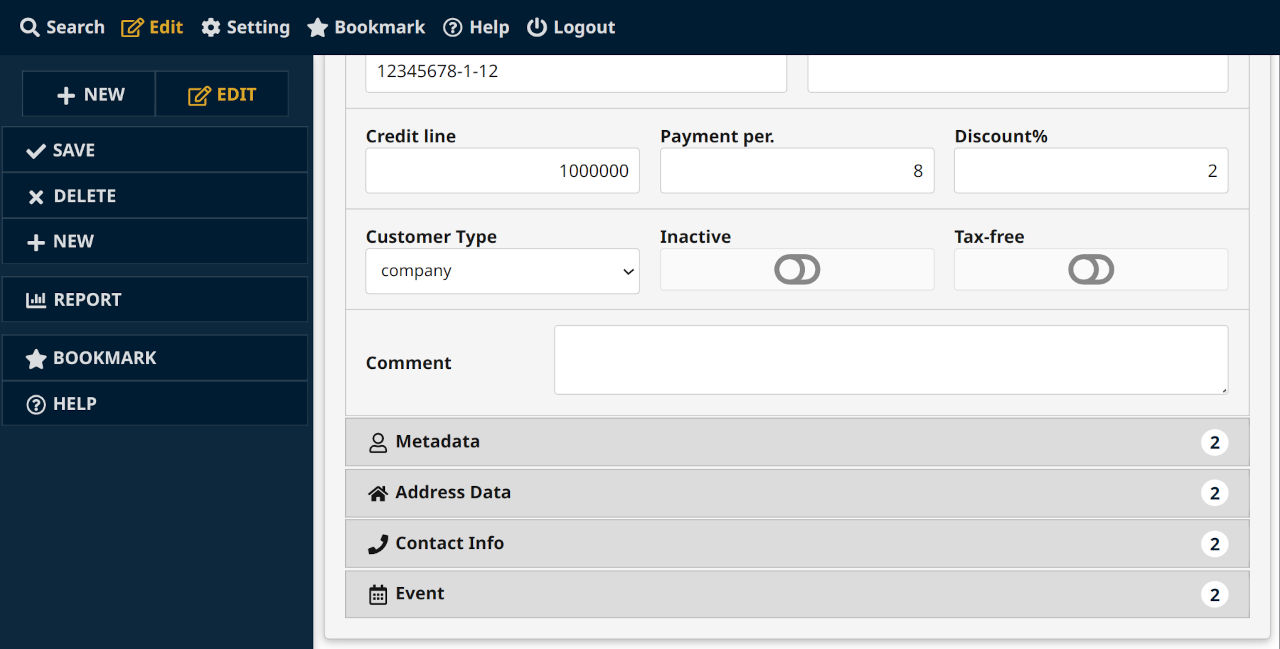 Search Edit Setting Bookmark Help Logout
NEW EDIT
SAVE
DELETE
NEW
REPORT
BOOKMARK
HELP
12345678-1-12
Credit line Payment per. Discount%
1000000 8 2
Customer Type Inactive Tax-free
company
Comment
Metadata 2
Address Data 2
Contact Info 2
Event 2